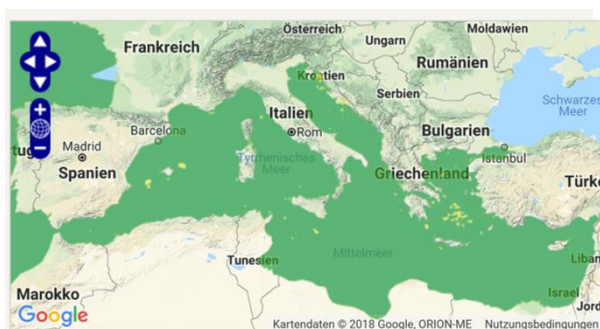 Österreich
Moldawien
Frankreich
Ungarn
Rumänien
Kroatien
Serbien
Schwarzes
Meer
Italien
Barcelona
Rom
Bulgarien
Madrid
Istanbul
Tyrrhenisches
Meer
Spanien
Griechenland
Türk
Mittelmeer
Tunesien
Liban
Israel
Marokko
Jord
Google
Kartendaten © 2018 Google, ORION-ME Nutzungsbedingungen